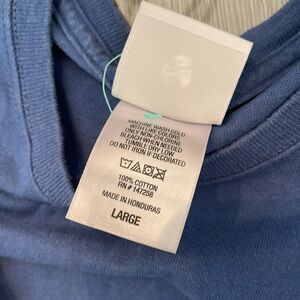 MACHINE WASH COLD
WITH LIKE COLORS
ONLY NON-CHLORINE
BLEACH WHEN NEEDED
TUMBLE DRY LOW
DO NOT IRON IF DECORATED
100% COTTON
RN # 147258
MADE IN HONDURAS
LARGE